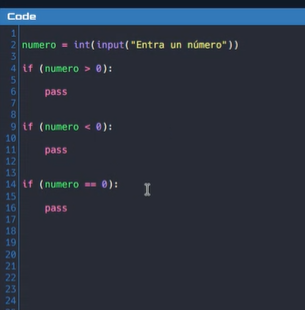 Code
1
2 numero = int(input("Entra un número"))
3
4 if (numero > 0):
5
6 pass
7
8
9 if (numero < 0):
10
11 pass
12
13
14 if (numero == 0):
15
16 pass
17
18
19
20
21
22
23
24